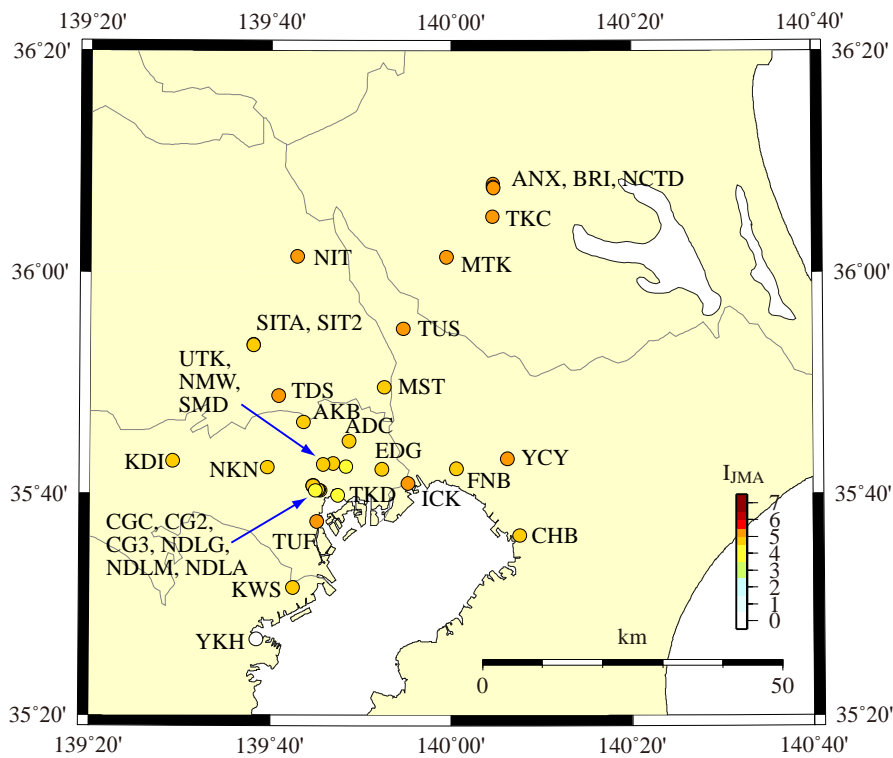 139°20' 139°40' 140°00' 140°20' 140°40'
36°20' 36°20'
ANX, BRI, NCTD
TKC
NIT
MTK
36°00' 36°00'
SITA, SIT2
TUS
UTK,
NMW,
SMD
TDS
MST
AKB
ADC
EDG
KDI
NKN
YCY
FNB
35°40' 35°40'
TKD
ICK
I JMA
7
6
5
4
3
2
1
0
CGC, CG2,
CG3, NDLG,
NDLM, NDLA
TUF
CHB
KWS
YKH
km
0 50
35°20' 35°20'
139°20' 139°40' 140°00' 140°20' 140°40'